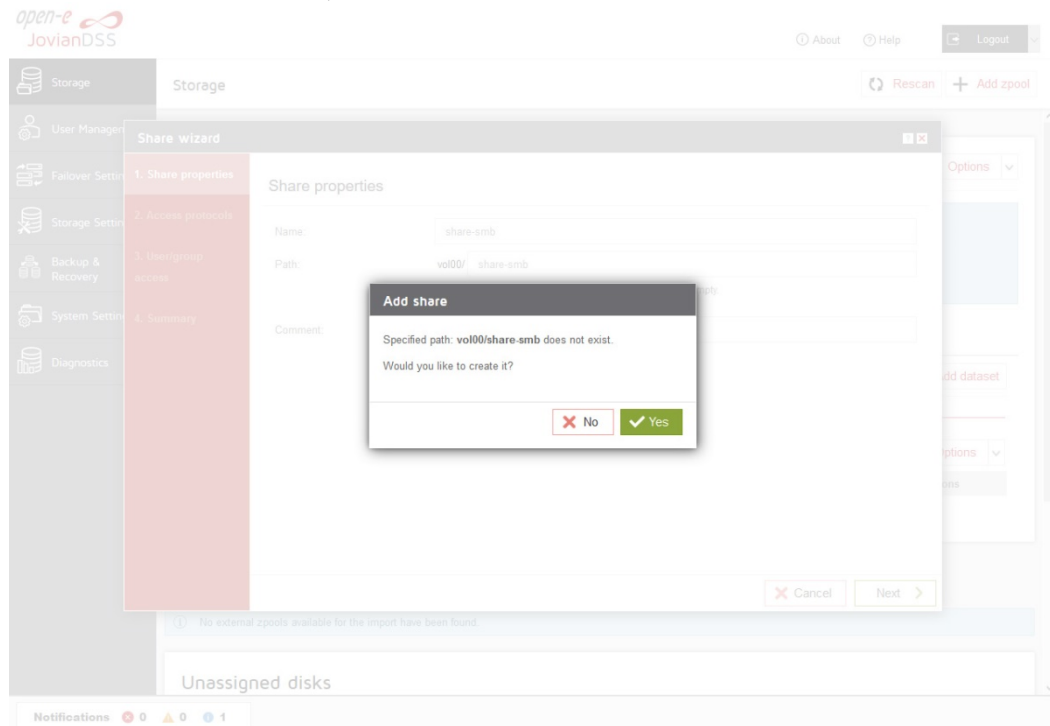 open-e
JovianDSS
About
Help
Logout
Storage
Storage
Rescan
Add zpool
User Managem
Share wizard
Failover Settin
1. Share properties
Options
Share properties
Storage Settin
2. Access protocols
Name:
share-smb
Backup &
Recovery
3. User/group
access
Path:
vol00/
share-smb
Add share
System Settin
4. Summary
Comment:
Specified path: vol00/share-smb does not exist.
Would you like to create it?
Diagnostics
dd dataset
No
Yes
ptions
ons
Cancel
Next
No external zpools available for the import have been found.
Unassigned disks
Notifications
0
0
1